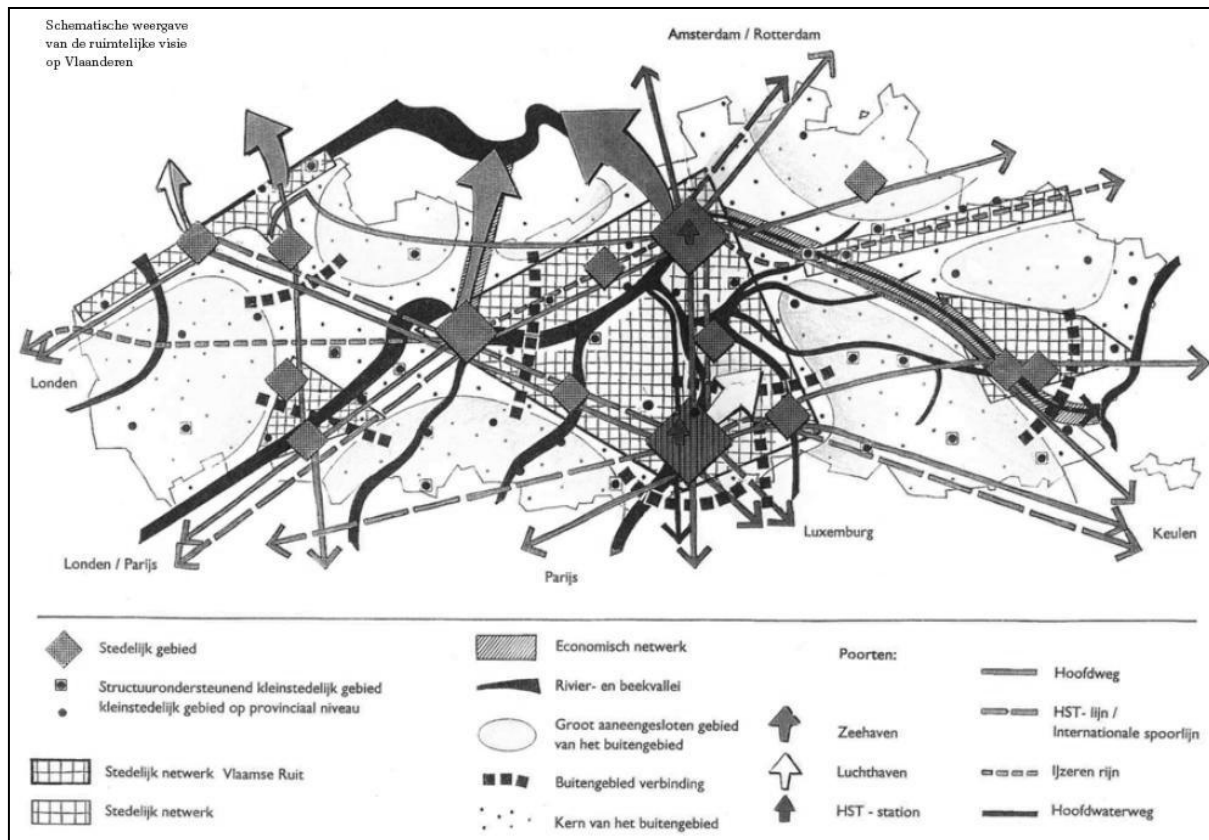 Schematische weergave
van de ruimtelijke visie
op Vlaanderen
Amsterdam / Rotterdam
Londen
Londen / Parijs
Parijs
Luxemburg
Keulen
Stedelijk gebied
Structuurondersteunend kleinstedelijk gebied
kleinstedelijk gebied op provinciaal niveau
Stedelijk netwerk Vlaamse Ruit
Stedelijk netwerk
Economisch netwerk
Rivier- en beekvallei
Groot aaneengesloten gebied
van het buitengebied
Buitengebied verbinding
Kern van het buitengebied
Poorten:
Zeehaven
Luchthaven
HST - station
Hoofdweg
HST- lijn /
Internationale spoorlijn
IJzeren rijn
Hoofdwaterweg